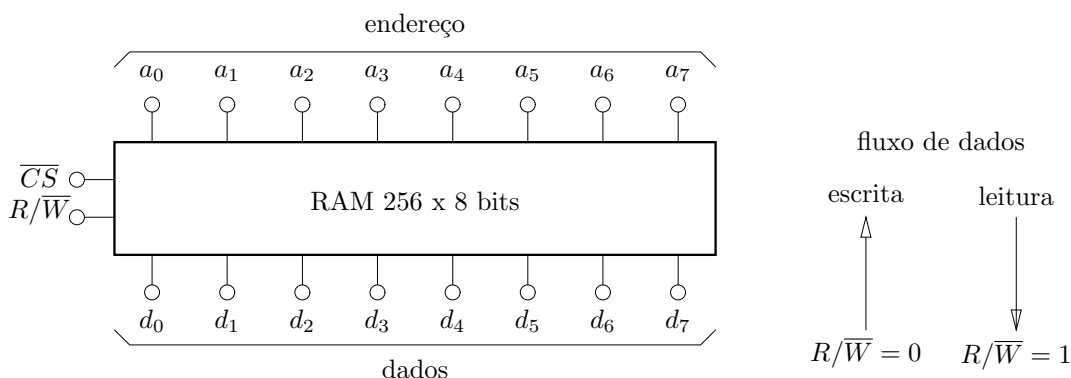 endereço
a₀ a₁ a₂ a₃ a₄ a₅ a₆ a₇
C̅S̅
R/W̅
RAM 256 x 8 bits
d₀ d₁ d₂ d₃ d₄ d₅ d₆ d₇
dados
fluxo de dados
escrita leitura
R/W̅ = 0 R/W̅ = 1